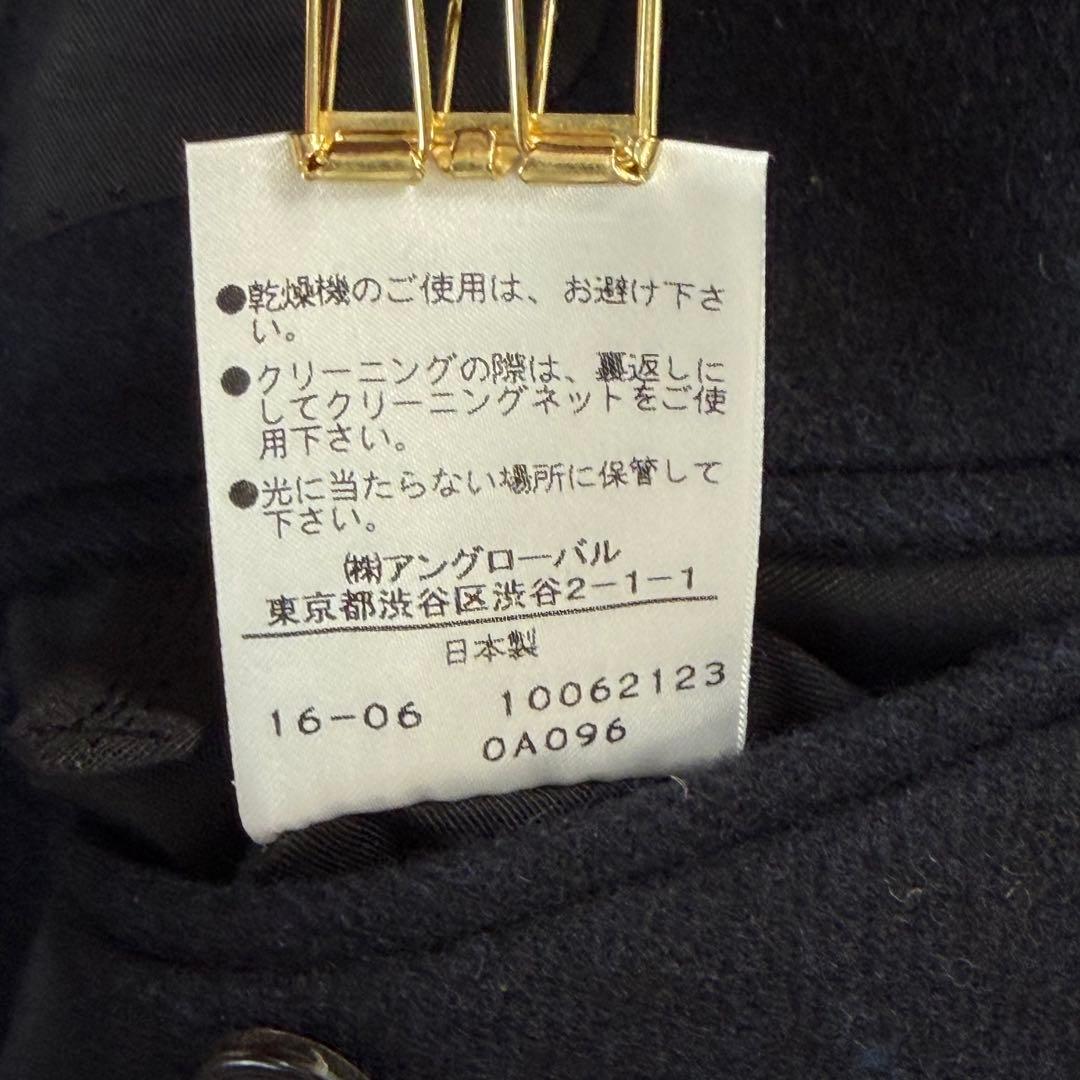 ●乾燥機のご使用は、お避け下さ
い。
●クリーニングの際は、裏返しに
してクリーニングネットをご使
用下さい。
●光に当たらない場所に保管して
下さい。
㈱アングローバル
東京都渋谷区渋谷2-1-1
日本製
16-06 10062123
0A096